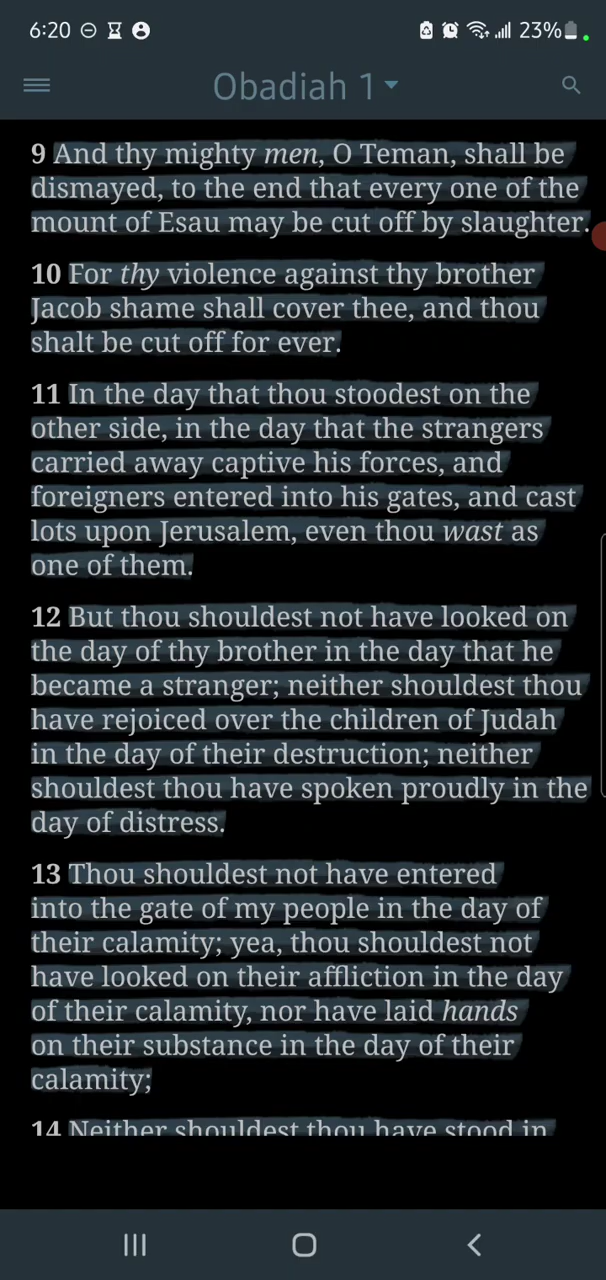 6:20
23%
Obadiah 1
9 And thy mighty men, O Teman, shall be
dismayed, to the end that every one of the
mount of Esau may be cut off by slaughter.
10 For thy violence against thy brother
Jacob shame shall cover thee, and thou
shalt be cut off for ever.
11 In the day that thou stoodest on the
other side, in the day that the strangers
carried away captive his forces, and
foreigners entered into his gates, and cast
lots upon Jerusalem, even thou wast as
one of them.
12 But thou shouldest not have looked on
the day of thy brother in the day that he
became a stranger; neither shouldest thou
have rejoiced over the children of Judah
in the day of their destruction; neither
shouldest thou have spoken proudly in the
day of distress.
13 Thou shouldest not have entered
into the gate of my people in the day of
their calamity; yea, thou shouldest not
have looked on their affliction in the day
of their calamity, nor have laid hands
on their substance in the day of their
calamity;
14 Neither shouldest thou have stood in